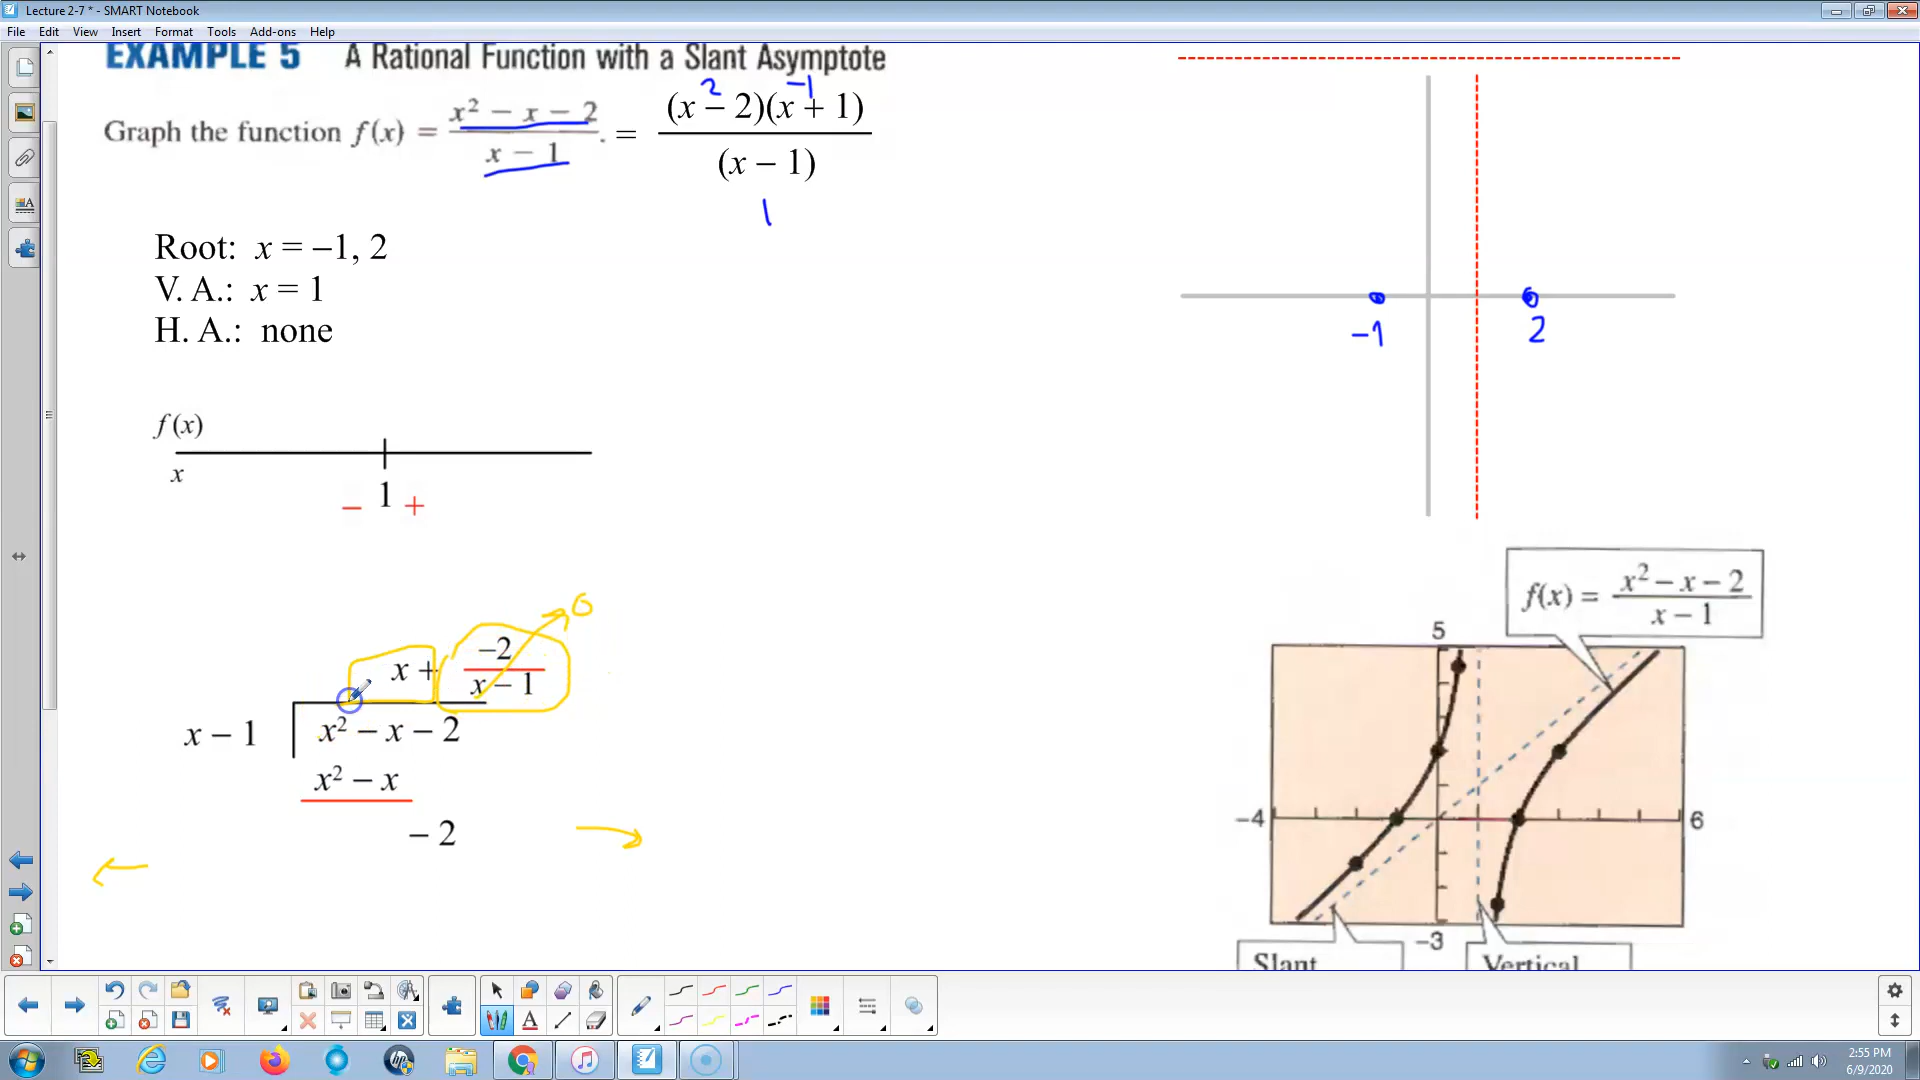 Lecture 2-7 * - SMART Notebook
File Edit View Insert Format Tools Add-ons Help
EXAMPLE 5 A Rational Function with a Slant Asymptote
Graph the function f(x) = (x² − x − 2)/(x − 1). = ((x − 2)(x + 1))/((x − 1))
2 −1
1
Root: x = −1, 2
V. A.: x = 1
H. A.: none
f(x)
x
− 1 +
−1 2
x + −2/(x − 1) 0
x − 1 x² − x − 2
x² − x
− 2
f(x) = (x² − x − 2)/(x − 1)
5
−4 6
−3
Slant Vertical
2:55 PM
6/9/2020